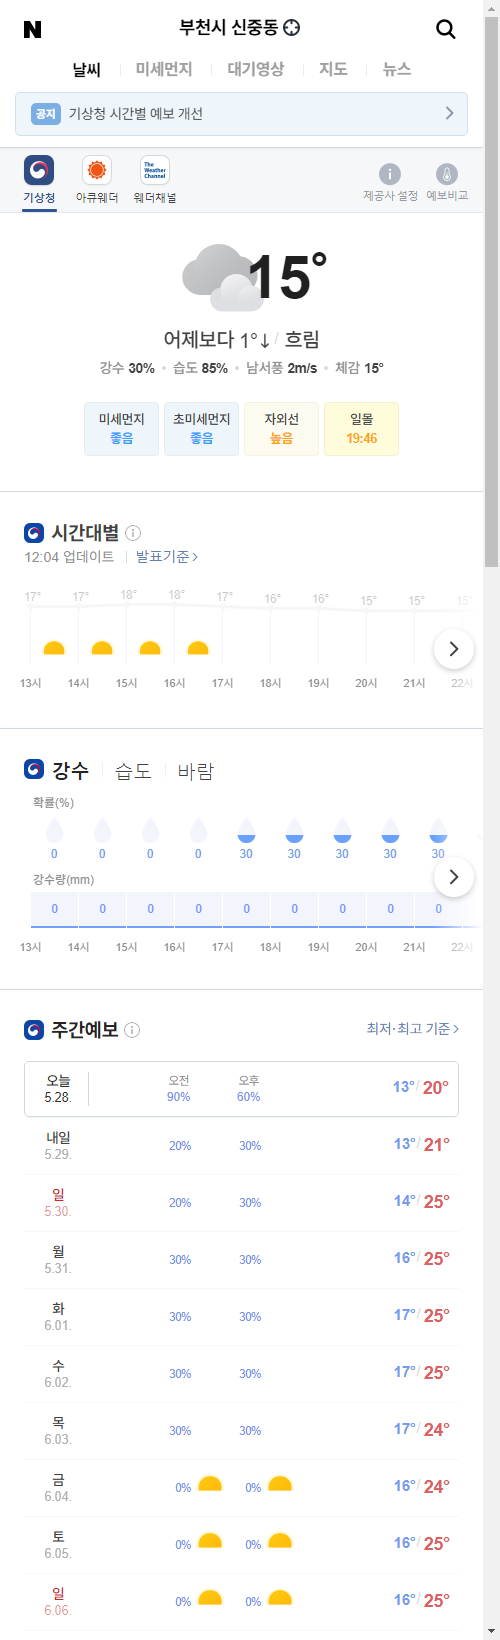 N
부천시 신중동
날씨 미세먼지 대기영상 지도 뉴스
공지 기상청 시간별 예보 개선
The Weather Channel
기상청 아큐웨더 웨더채널 제공사 설정 예보비교
15°
어제보다 1°↓ / 흐림
강수 30% • 습도 85% • 남서풍 2m/s • 체감 15°
미세먼지 초미세먼지 자외선 일몰
좋음 좋음 높음 19:46
시간대별
12:04 업데이트 발표기준 >
17° 17° 18° 18° 17° 16° 16° 15° 15° 15°
13시 14시 15시 16시 17시 18시 19시 20시 21시 22시
강수 습도 바람
확률(%)
0 0 0 0 30 30 30 30 30
강수량(mm)
0 0 0 0 0 0 0 0 0
13시 14시 15시 16시 17시 18시 19시 20시 21시 22시
주간예보 최저·최고 기준 >
오늘 오전 오후
5.28. 90% 60% 13° / 20°
내일
5.29. 20% 30% 13° / 21°
일
5.30. 20% 30% 14° / 25°
월
5.31. 30% 30% 16° / 25°
화
6.01. 30% 30% 17° / 25°
수
6.02. 30% 30% 17° / 25°
목
6.03. 30% 30% 17° / 24°
금
6.04. 0% 0% 16° / 24°
토
6.05. 0% 0% 16° / 25°
일
6.06. 0% 0% 16° / 25°